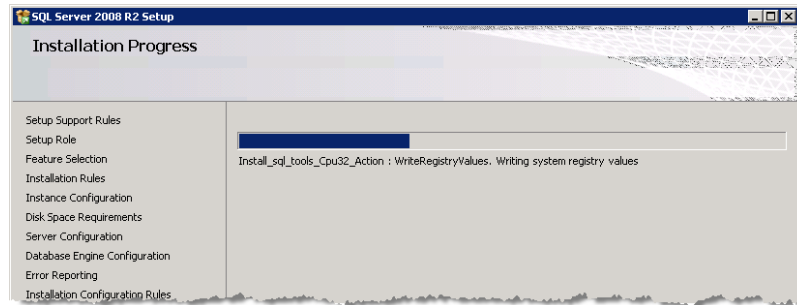 SQL Server 2008 R2 Setup
Installation Progress
Setup Support Rules
Setup Role
Feature Selection
Installation Rules
Instance Configuration
Disk Space Requirements
Server Configuration
Database Engine Configuration
Error Reporting
Installation Configuration Rules
Install_sql_tools_Cpu32_Action : WriteRegistryValues. Writing system registry values